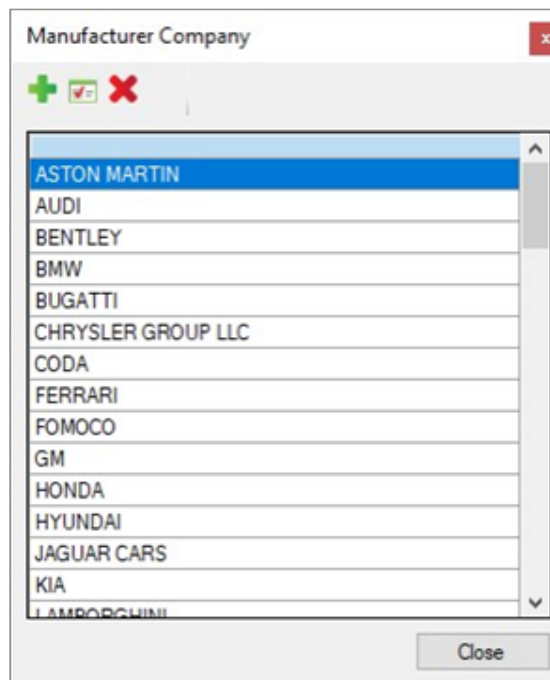 Manufacturer Company
ASTON MARTIN
AUDI
BENTLEY
BMW
BUGATTI
CHRYSLER GROUP LLC
CODA
FERRARI
FOMOCO
GM
HONDA
HYUNDAI
JAGUAR CARS
KIA
LAMBORGHINI
Close